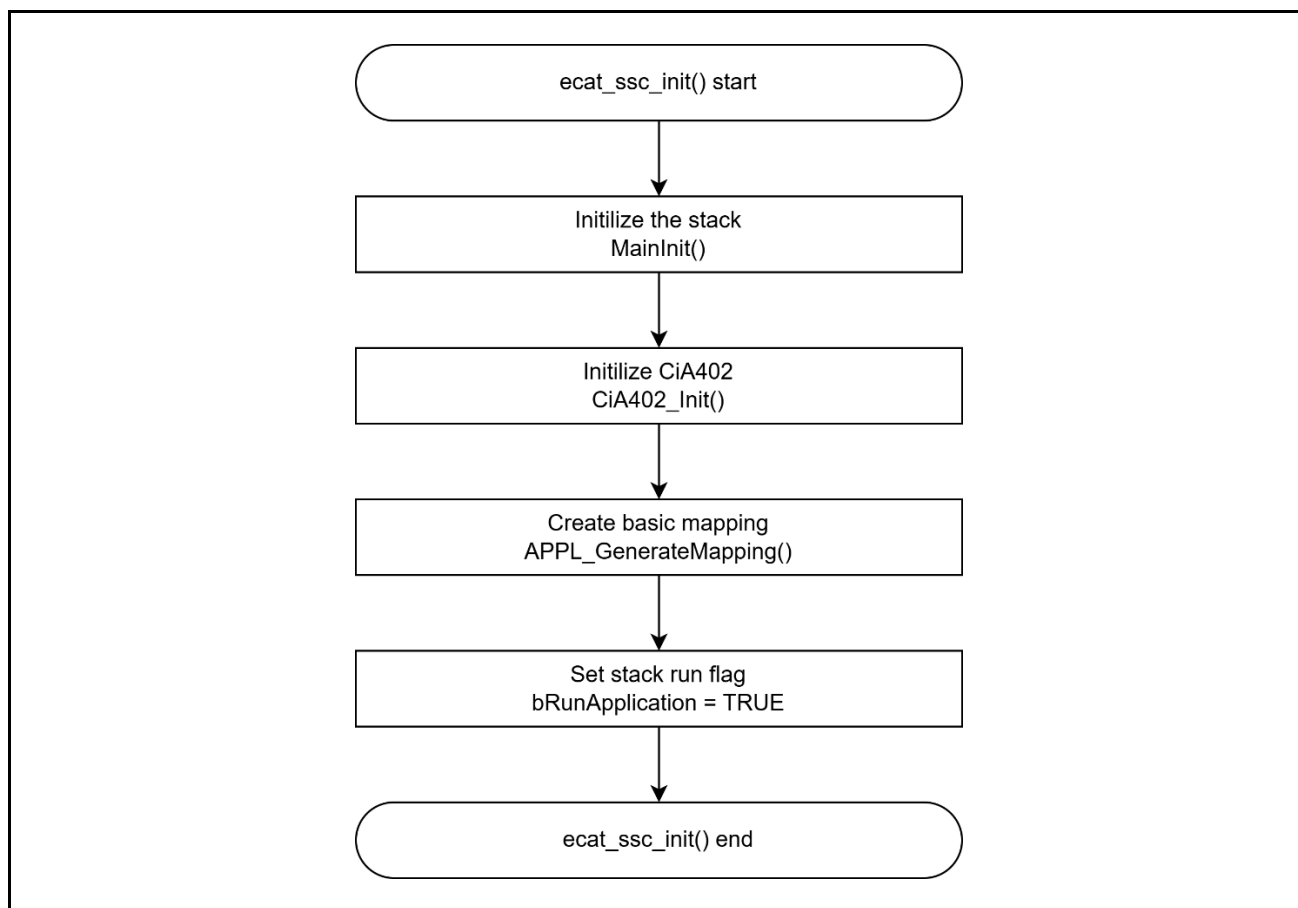 ecat_ssc_init() start
Initilize the stack
MainInit()
Initilize CiA402
CiA402_Init()
Create basic mapping
APPL_GenerateMapping()
Set stack run flag
bRunApplication = TRUE
ecat_ssc_init() end